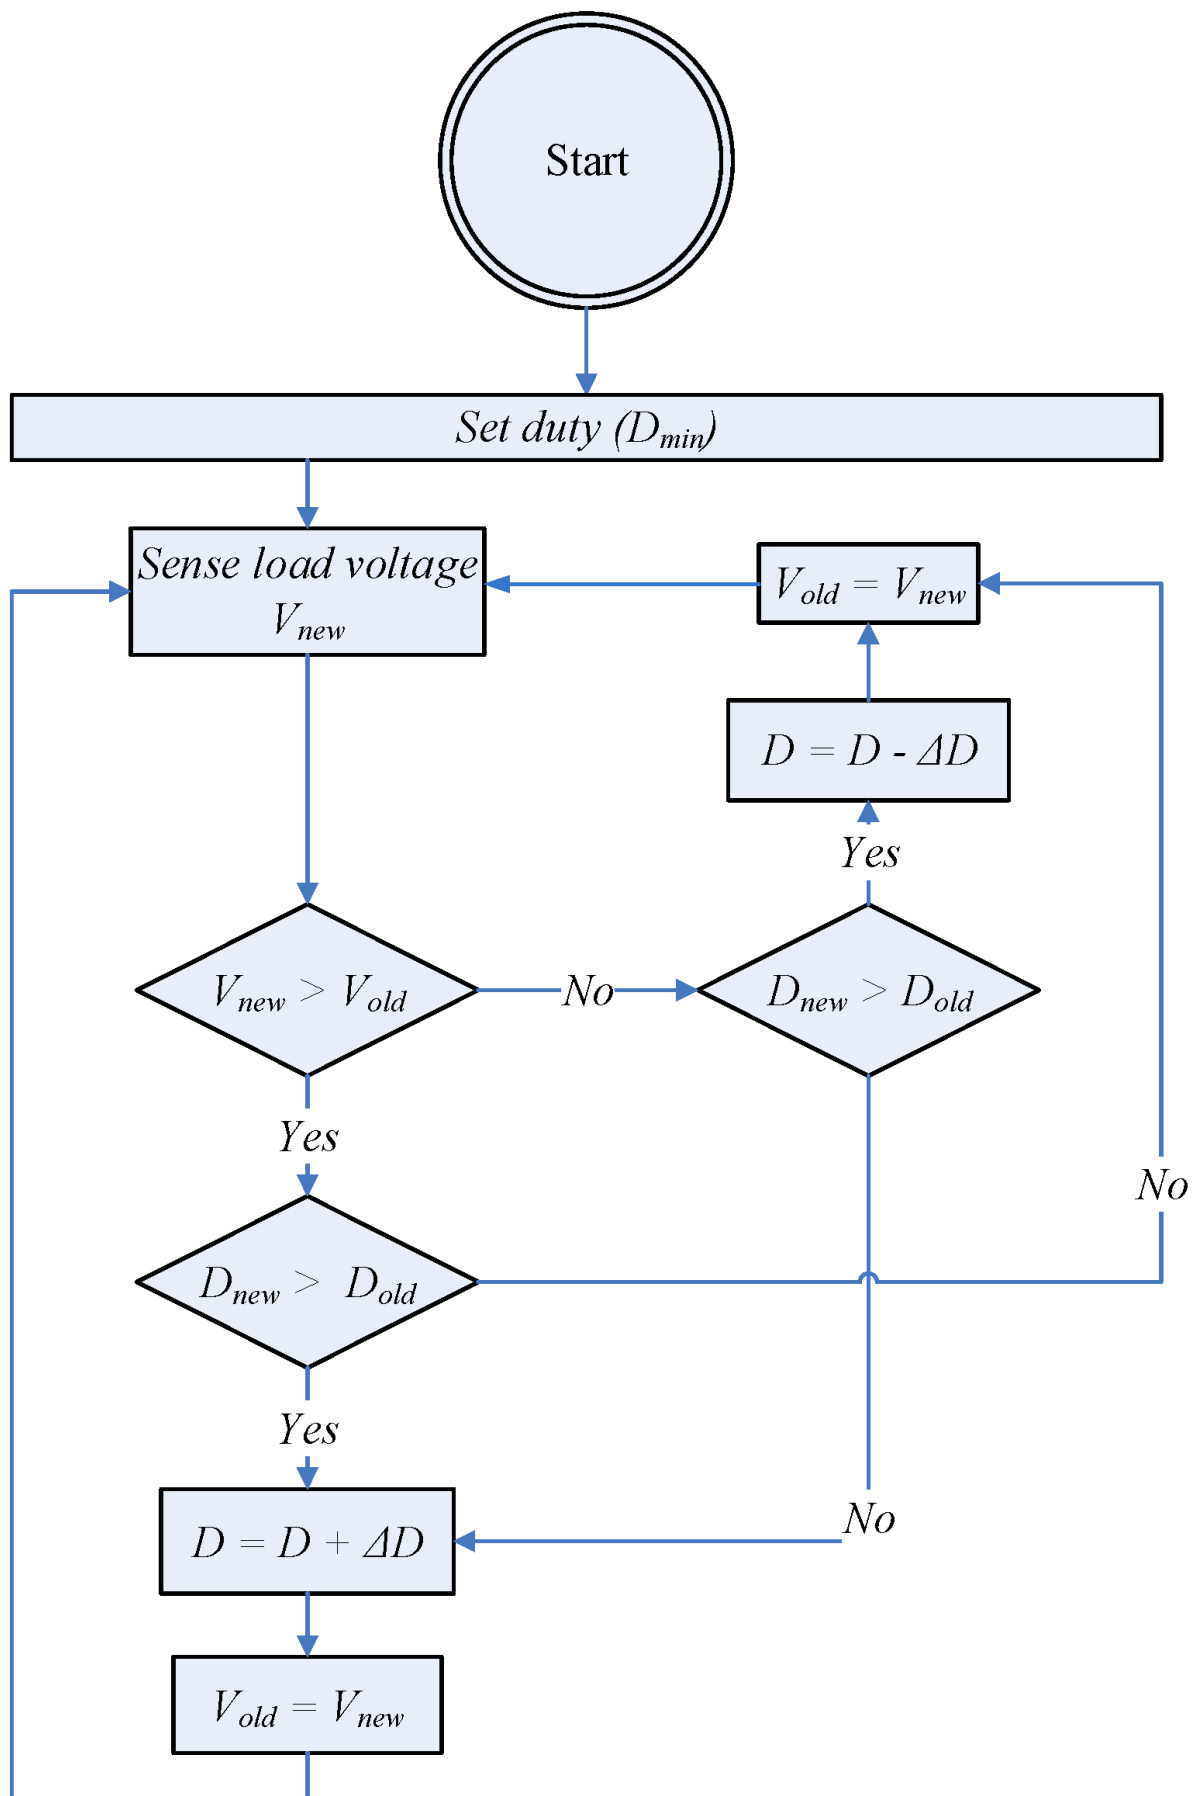 Start
Set duty (Dmin)
Sense load voltage
Vnew
Vold = Vnew
D = D - ΔD
Yes
Vnew > Vold
No
Dnew > Dold
Yes
No
Dnew > Dold
Yes
No
D = D + ΔD
Vold = Vnew